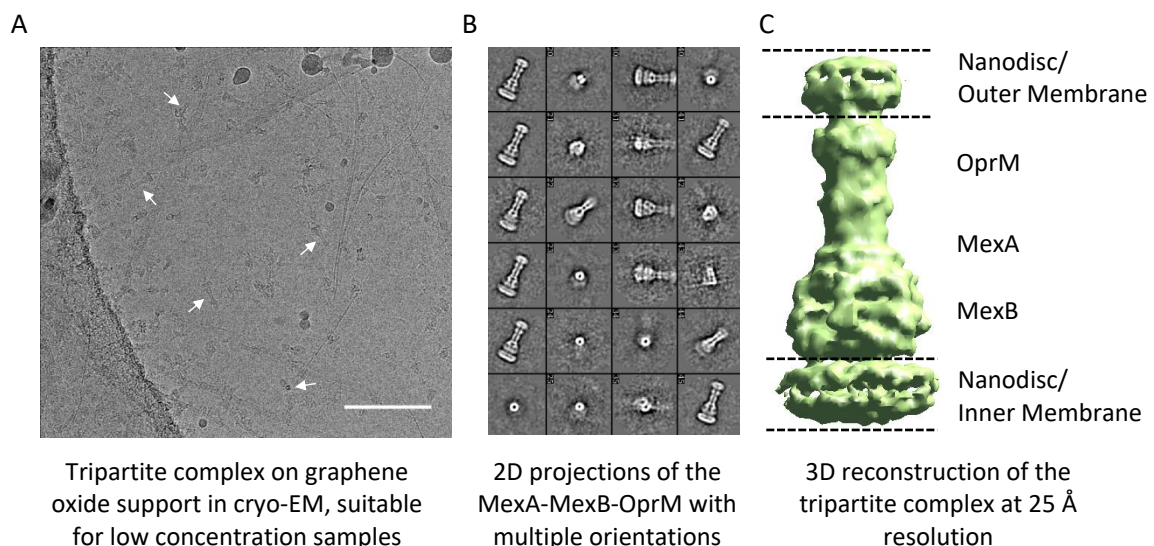 A
B
C
Nanodisc/
Outer Membrane
OprM
MexA
MexB
Nanodisc/
Inner Membrane
Tripartite complex on graphene
oxide support in cryo-EM, suitable
for low concentration samples
2D projections of the
MexA-MexB-OprM with
multiple orientations
3D reconstruction of the
tripartite complex at 25 Å
resolution